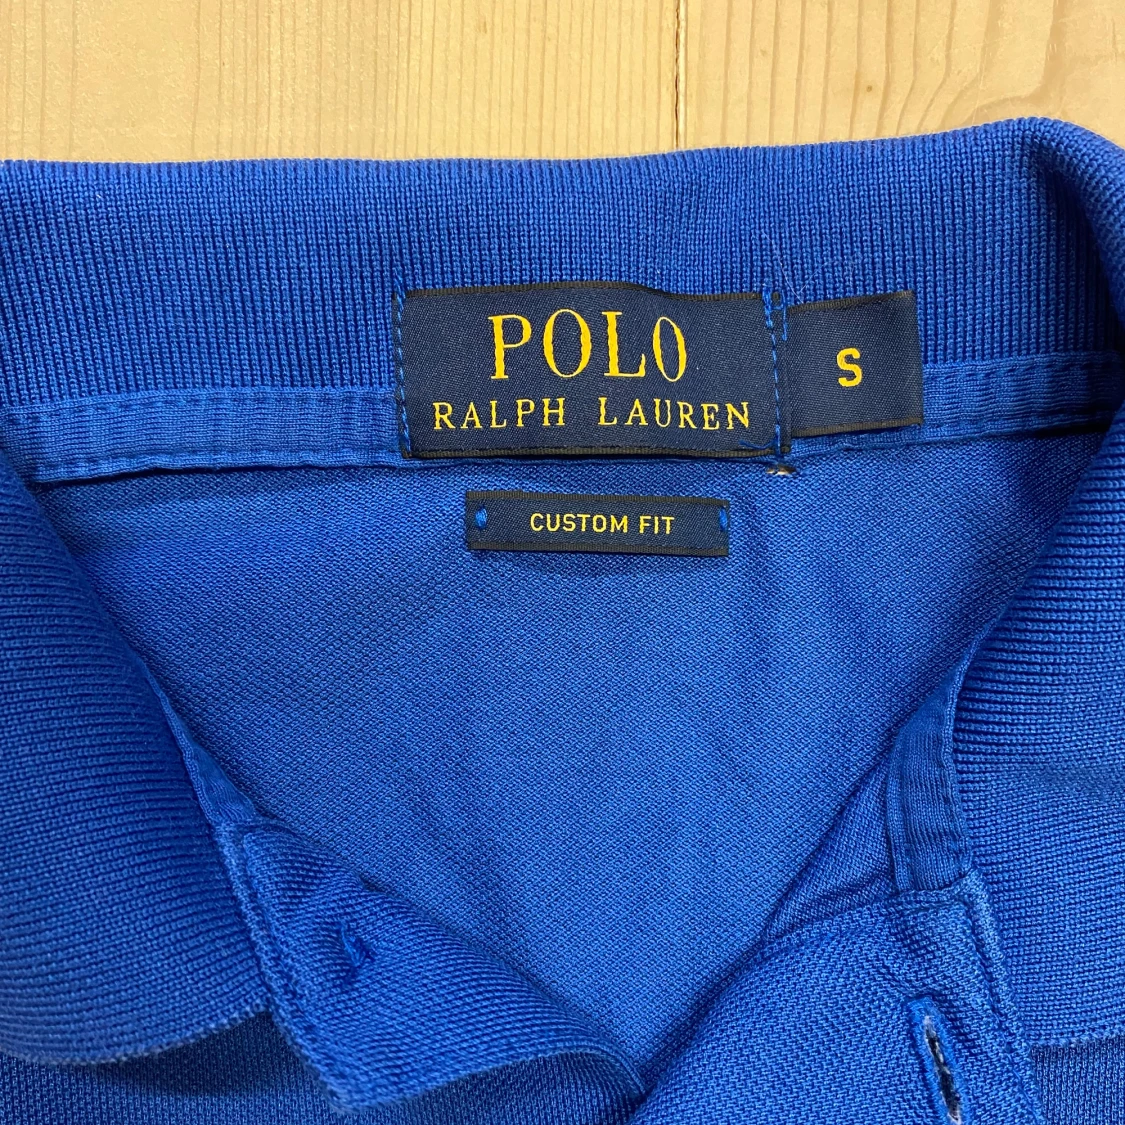 POLO
RALPH LAUREN
S
CUSTOM FIT